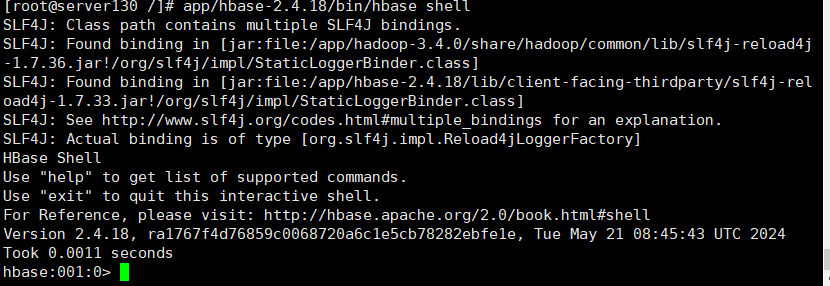 [root@server130 /]# app/hbase-2.4.18/bin/hbase shell
SLF4J: Class path contains multiple SLF4J bindings.
SLF4J: Found binding in [jar:file:/app/hadoop-3.4.0/share/hadoop/common/lib/slf4j-reload4j
-1.7.36.jar!/org/slf4j/impl/StaticLoggerBinder.class]
SLF4J: Found binding in [jar:file:/app/hbase-2.4.18/lib/client-facing-thirdparty/slf4j-rel
oad4j-1.7.33.jar!/org/slf4j/impl/StaticLoggerBinder.class]
SLF4J: See http://www.slf4j.org/codes.html#multiple_bindings for an explanation.
SLF4J: Actual binding is of type [org.slf4j.impl.Reload4jLoggerFactory]
HBase Shell
Use "help" to get list of supported commands.
Use "exit" to quit this interactive shell.
For Reference, please visit: http://hbase.apache.org/2.0/book.html#shell
Version 2.4.18, ra1767f4d76859c0068720a6c1e5cb78282ebfe1e, Tue May 21 08:45:43 UTC 2024
Took 0.0011 seconds
hbase:001:0>